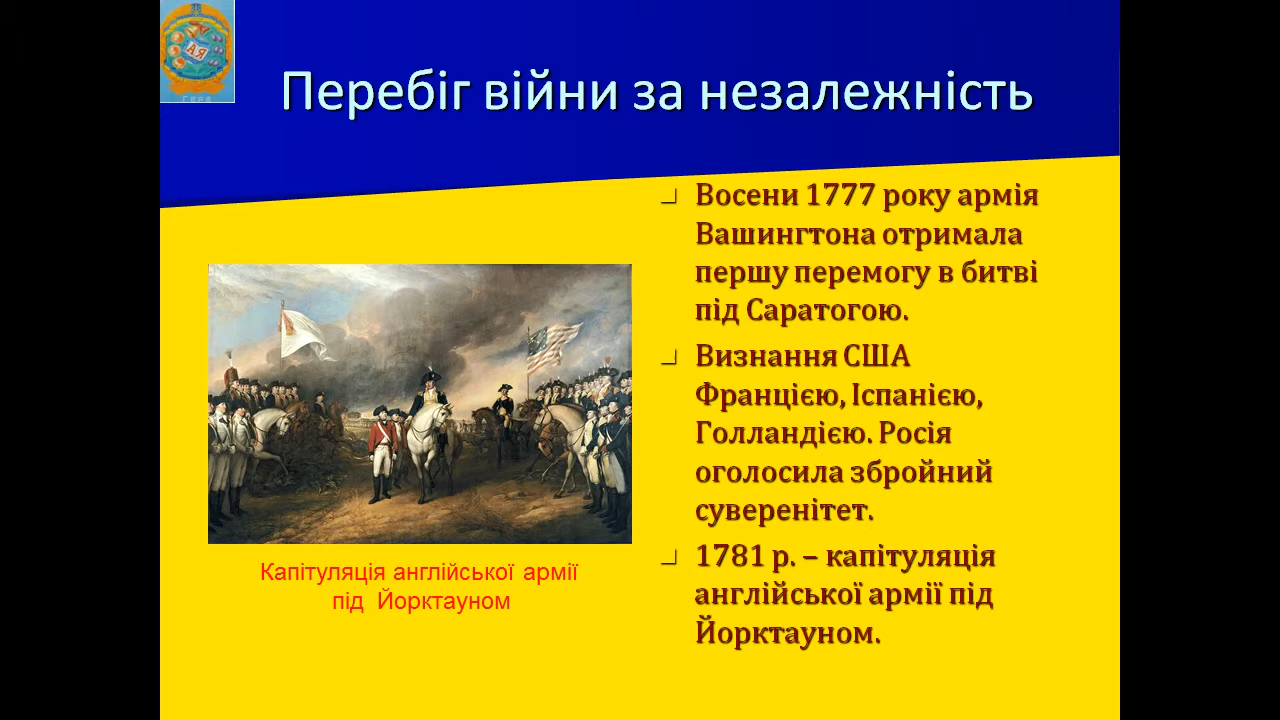 Перебіг війни за незалежність
Восени 1777 року армія
Вашингтона отримала
першу перемогу в битві
під Саратогою.
Визнання США
Францією, Іспанією,
Голландією. Росія
оголосила збройний
суверенітет.
1781 р. – капітуляція
англійської армії під
Йорктауном.
Капітуляція англійської армії
під Йорктауном